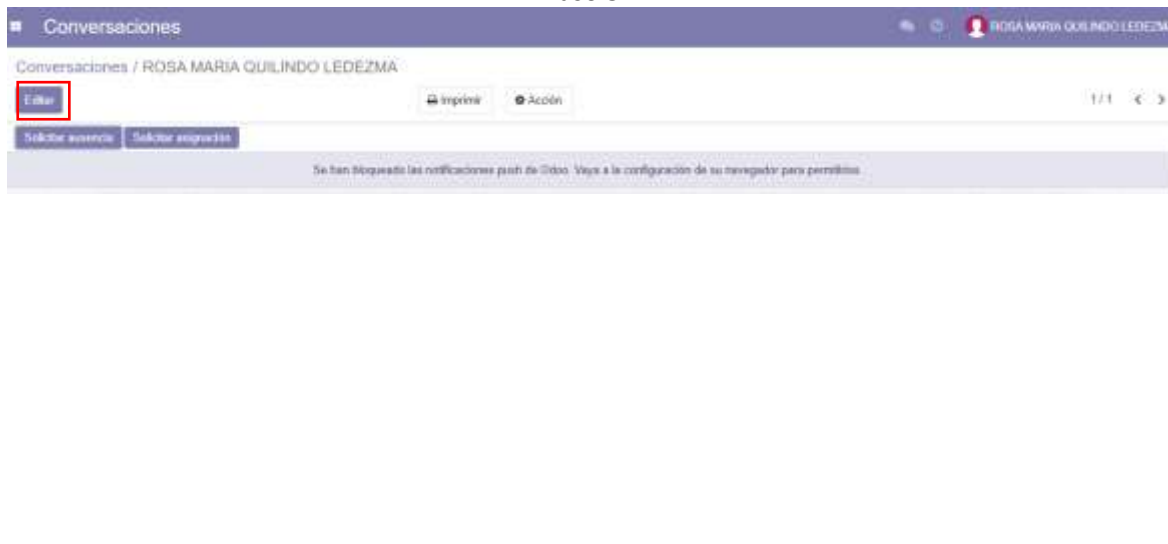 Conversaciones
ROSA MARIA QUILINDO LEDEZMA
Conversaciones / ROSA MARIA QUILINDO LEDEZMA
Editar
Imprimir
Acción
1 / 1
Solicitar ausencia
Solicitar asignación
Se han bloqueado las notificaciones push de Odoo. Vaya a la configuración de su navegador para permitirlas.